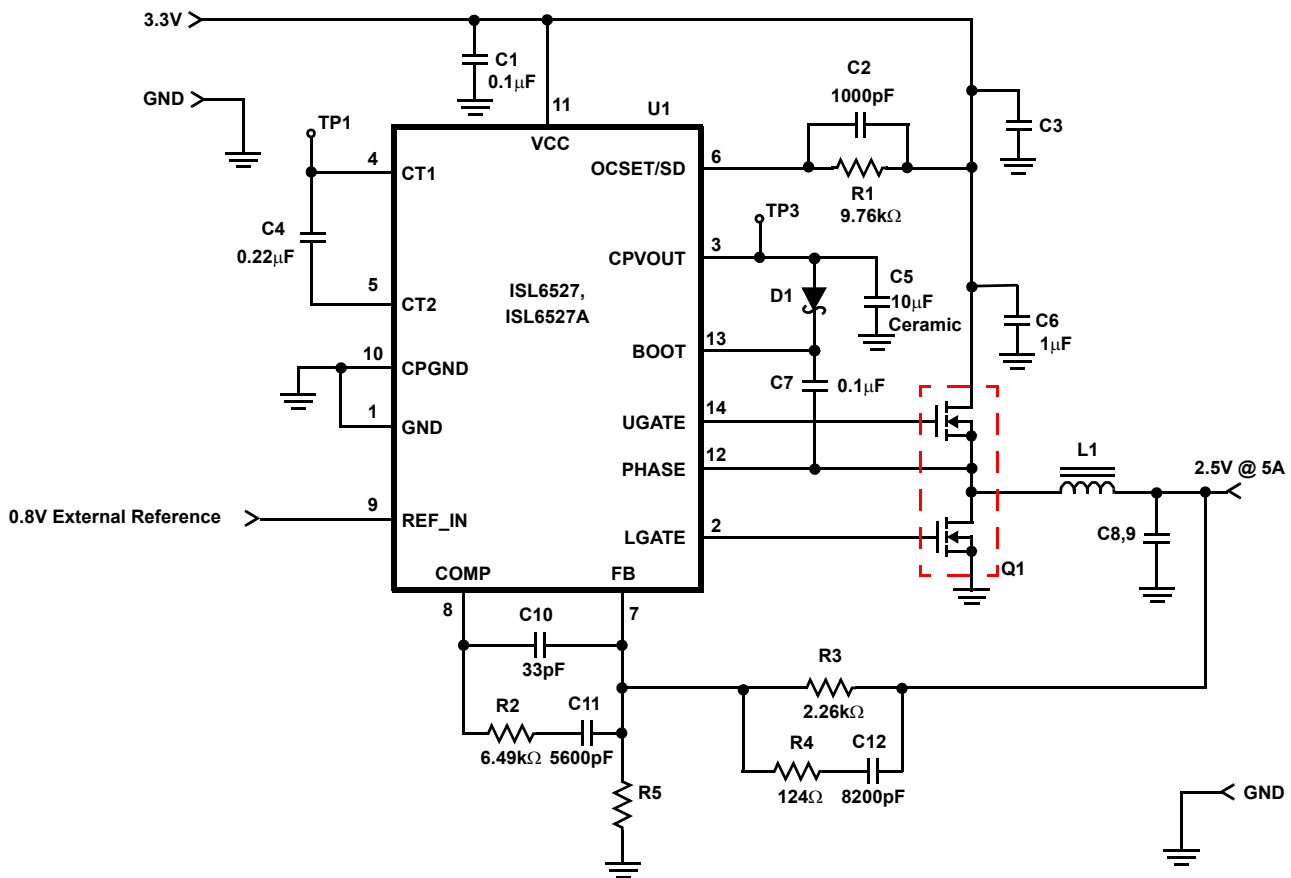 3.3V
C1
0.1μF
GND
TP1
4
CT1
C4
0.22μF
5
CT2
10
CPGND
1
GND
0.8V External Reference
9
REF_IN
11
VCC
U1
ISL6527,
ISL6527A
OCSET/SD
6
C2
1000pF
R1
9.76kΩ
C3
TP3
CPVOUT
3
D1
C5
10μF
Ceramic
C6
1μF
BOOT
13
C7
0.1μF
UGATE
14
PHASE
12
LGATE
2
Q1
L1
2.5V @ 5A
C8,9
COMP
8
FB
7
C10
33pF
R2
6.49kΩ
C11
5600pF
R3
2.26kΩ
R4
124Ω
C12
8200pF
R5
GND